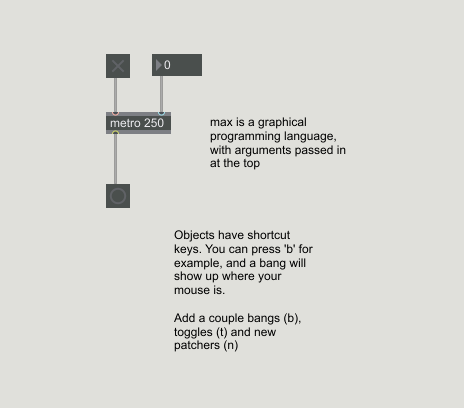 0
metro 250
max is a graphical
programming language,
with arguments passed in
at the top
Objects have shortcut
keys. You can press 'b' for
example, and a bang will
show up where your
mouse is.
Add a couple bangs (b),
toggles (t) and new
patchers (n)